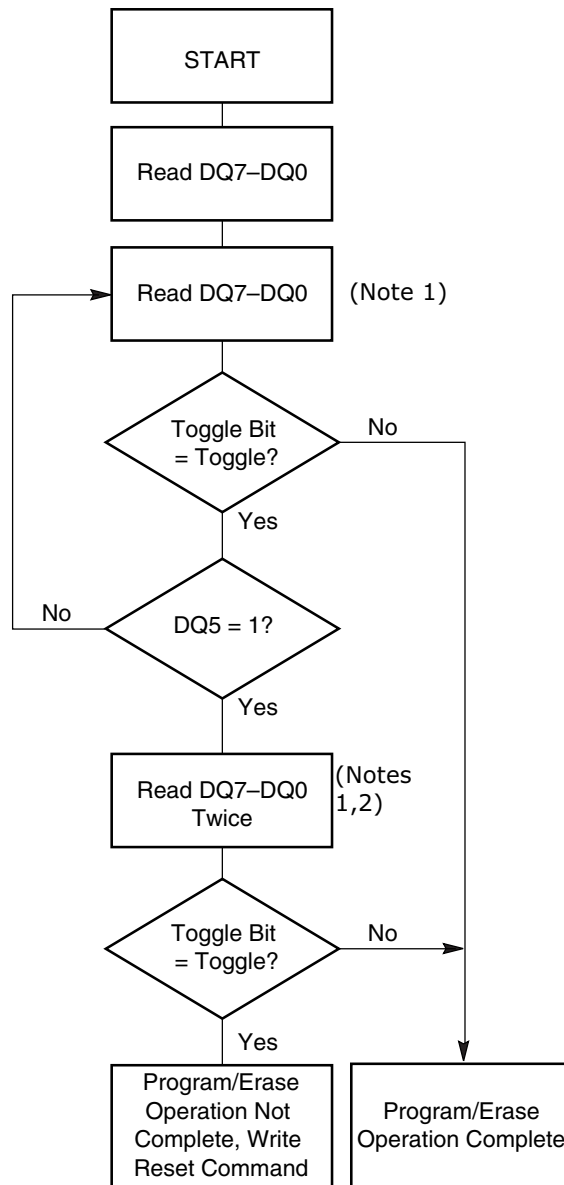 START
Read DQ7–DQ0
Read DQ7–DQ0
(Note 1)
Toggle Bit
= Toggle?
No
Yes
No
DQ5 = 1?
Yes
Read DQ7–DQ0
Twice
(Notes
1,2)
Toggle Bit
= Toggle?
No
Yes
Program/Erase
Operation Not
Complete, Write
Reset Command
Program/Erase
Operation Complete